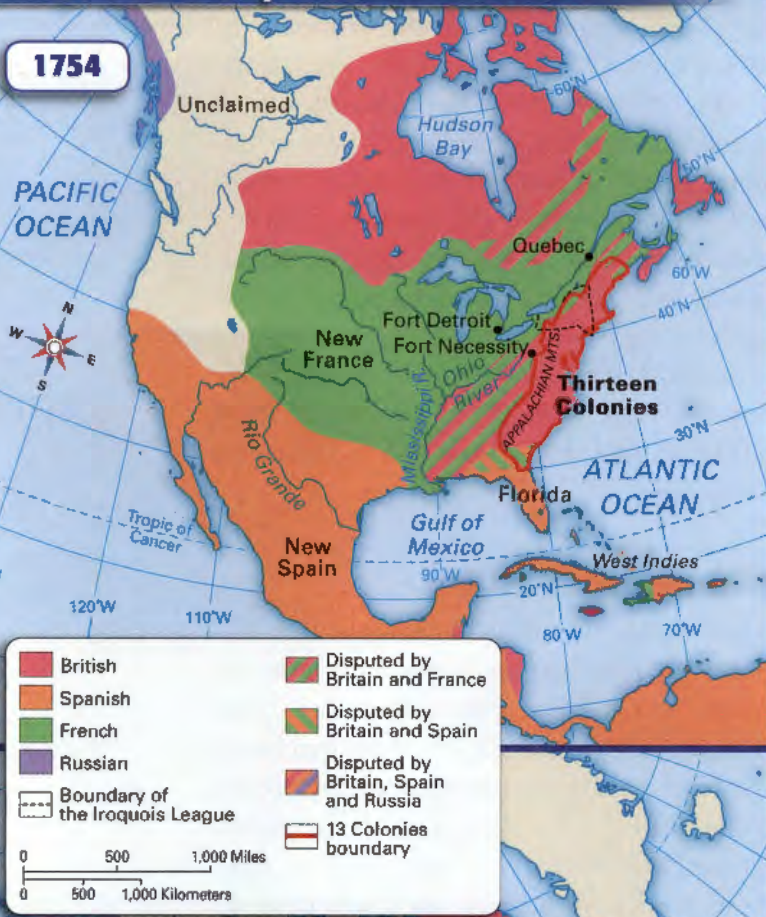 1754
Unclaimed
Hudson
Bay
60°N
50°N
PACIFIC
OCEAN
Quebec
60°W
40°N
N
W
E
S
Fort Detroit
New
France
Fort Necessity
Ohio
River
APPALACHIAN MTS.
Thirteen
Colonies
Mississippi R.
30°N
Rio Grande
ATLANTIC
OCEAN
Florida
Gulf of
Mexico
Tropic of
Cancer
New
Spain
West Indies
90°W
20°N
120°W
110°W
80°W
70°W
British
Spanish
French
Russian
Boundary of
the Iroquois League
Disputed by
Britain and France
Disputed by
Britain and Spain
Disputed by
Britain, Spain
and Russia
13 Colonies
boundary
0 500 1,000 Miles
0 500 1,000 Kilometers